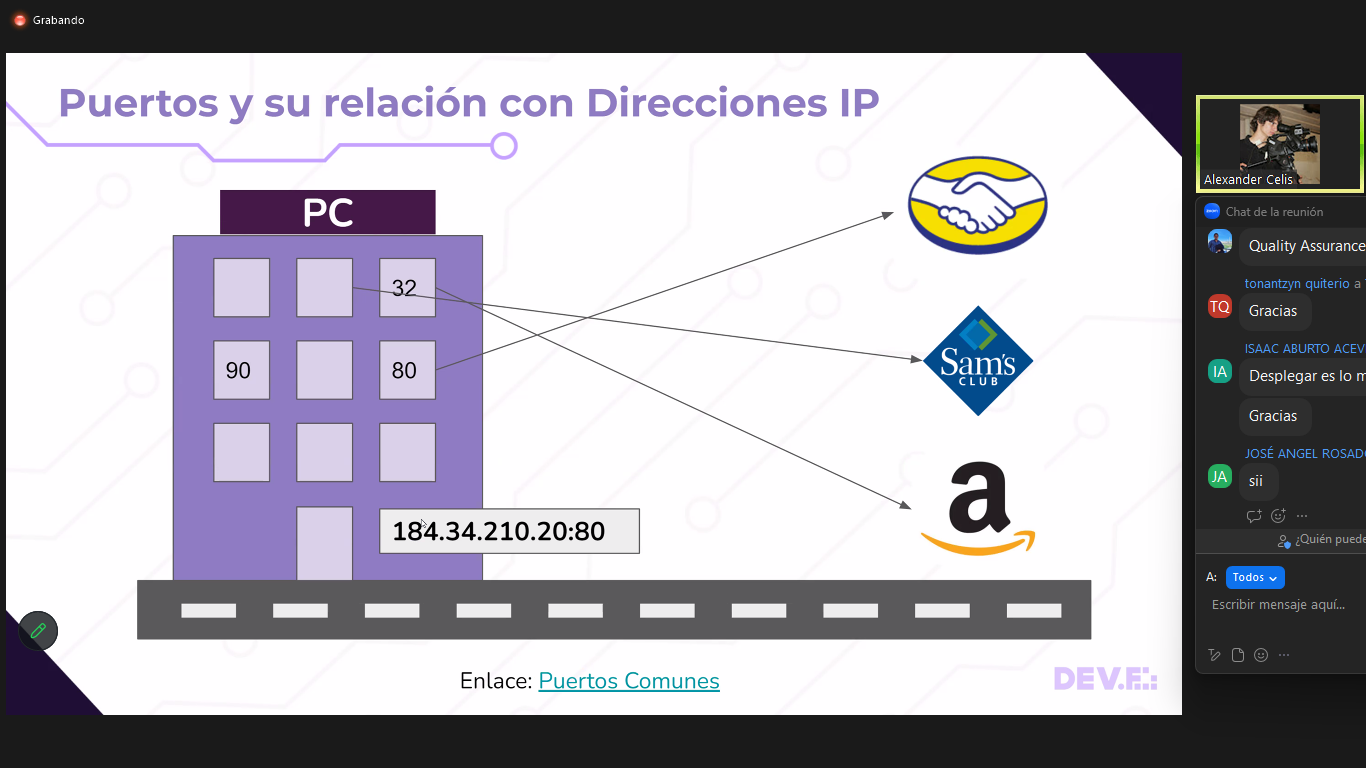 Grabando
Puertos y su relación con Direcciones IP
PC
32
90
80
184.34.210.20:80
Sam's
CLUB
a
Enlace: Puertos Comunes
DEV.F
Alexander Celis
zoom
Chat de la reunión
Quality Assurance
tonantzyn quiterio a
TQ
Gracias
ISAAC ABURTO ACEV
IA
Desplegar es lo m
Gracias
JOSÉ ANGEL ROSADO
JA
sii
¿Quién puede
A: Todos
Escribir mensaje aquí...